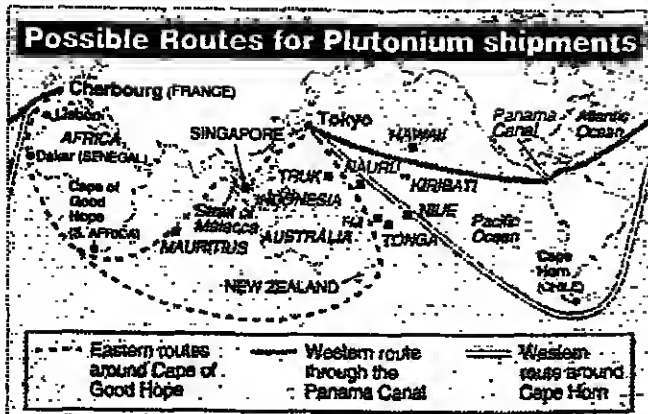 Possible Routes for Plutonium shipments
Cherbourg (FRANCE)
Lisbon
AFRICA
Dakar (SENEGAL)
Cape of
Good
Hope
(S. AFRICA)
SINGAPORE
Tokyo
HAWAII
Panama
Canal
Atlantic
Ocean
TRUK
NAURU
KIRIBATI
INDONESIA
Strait of
Malacca
MAURITIUS
AUSTRALIA
FIJI
NIUE
TONGA
Pacific
Ocean
NEW ZEALAND
Cape
Horn
(CHILE)
Eastern routes
around Cape of
Good Hope
Western route
through the
Panama Canal
Western
route around
Cape Horn